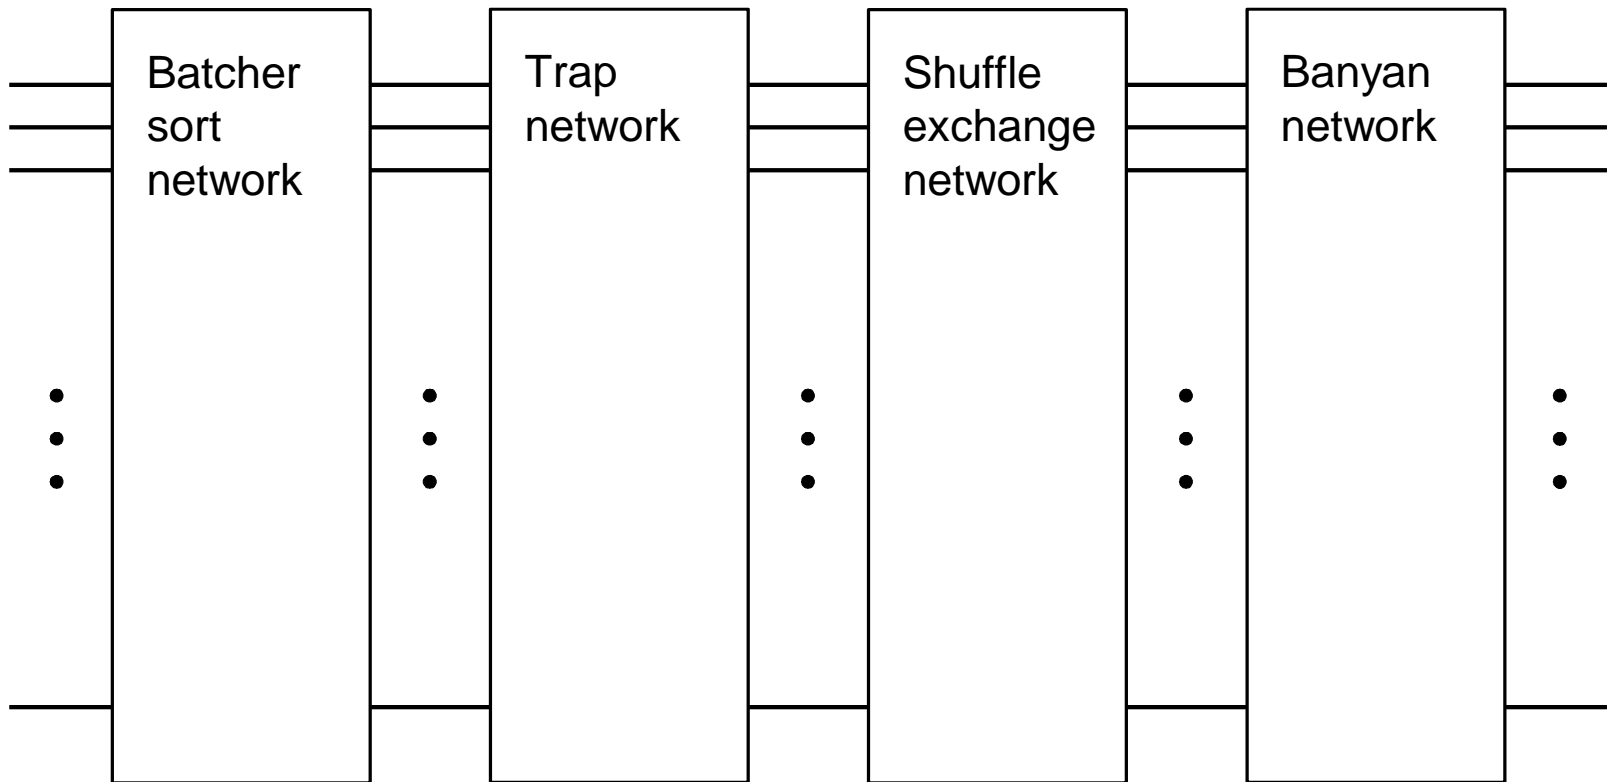 Batcher
sort
network
Trap
network
Shuffle
exchange
network
Banyan
network